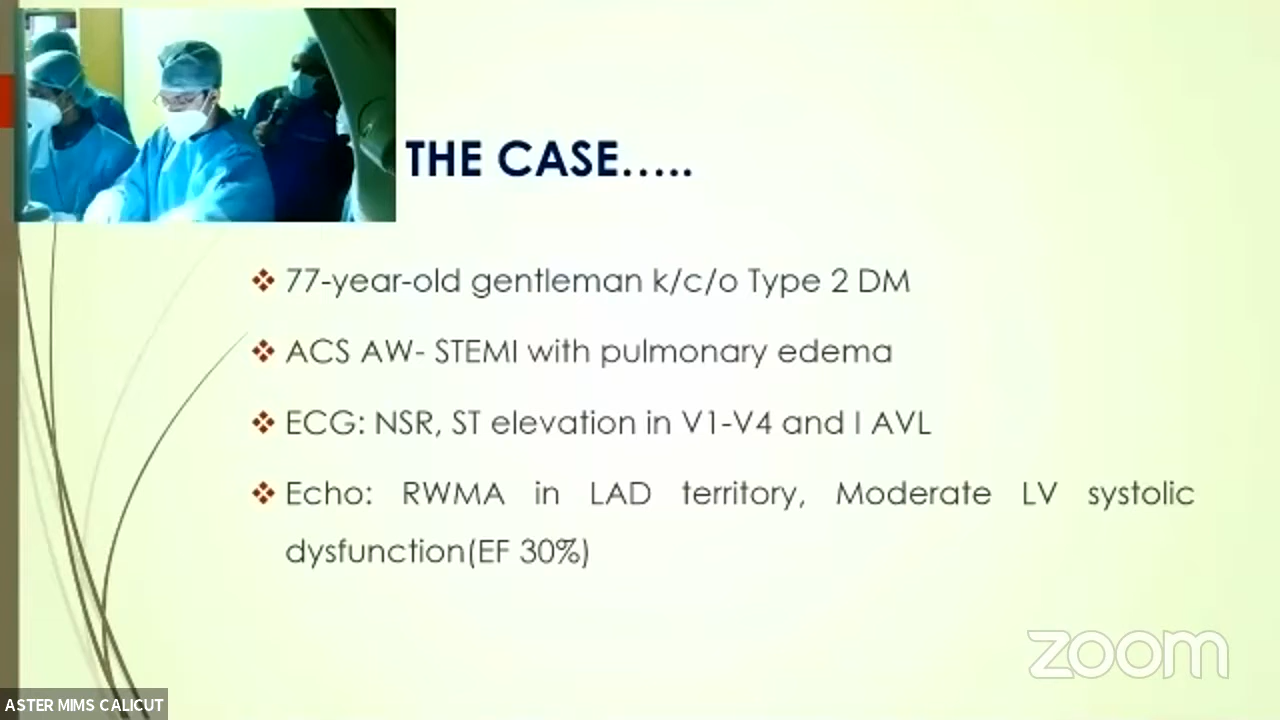 THE CASE.....
77-year-old gentleman k/c/o Type 2 DM
ACS AW- STEMI with pulmonary edema
ECG: NSR, ST elevation in V1-V4 and I AVL
Echo: RWMA in LAD territory, Moderate LV systolic
dysfunction(EF 30%)
zoom
ASTER MIMS CALICUT